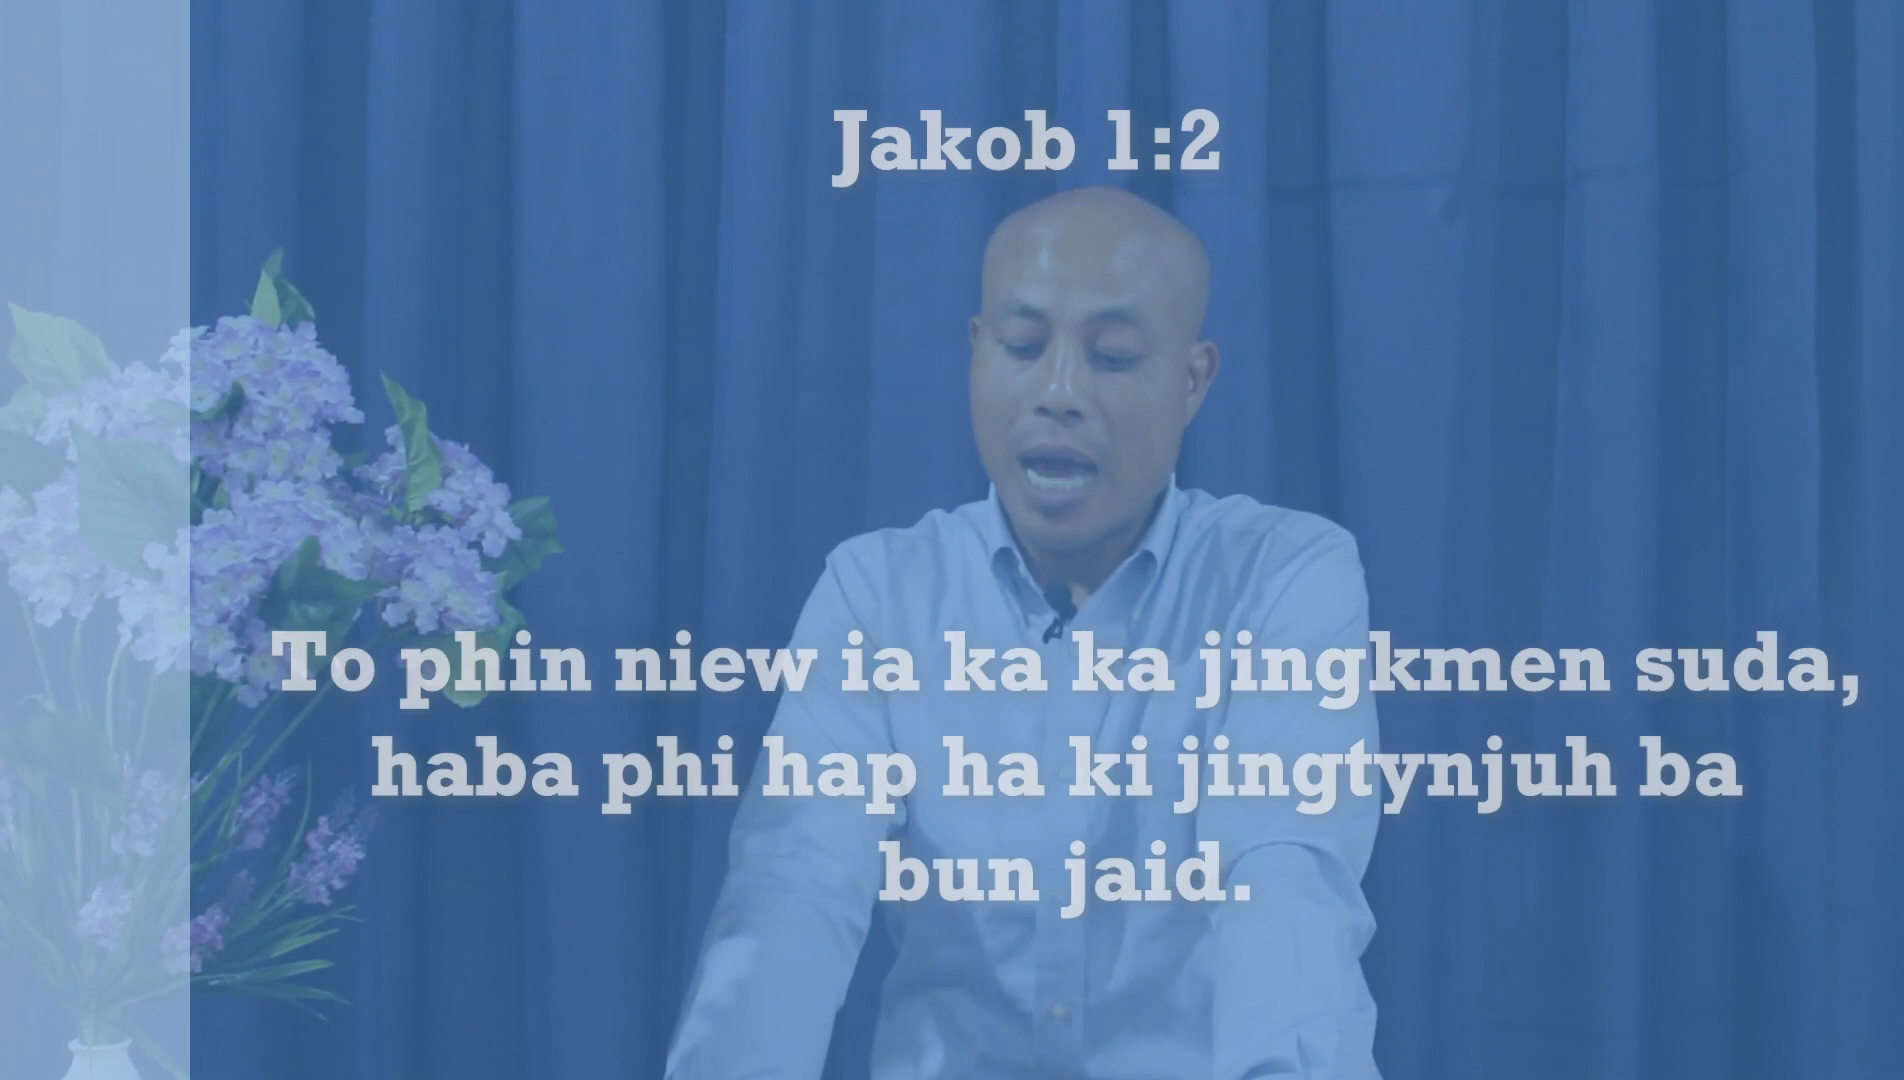 Jakob 1:2
To phin niew ia ka ka jingkmen suda,
haba phi hap ha ki jingtynjuh ba
bun jaid.